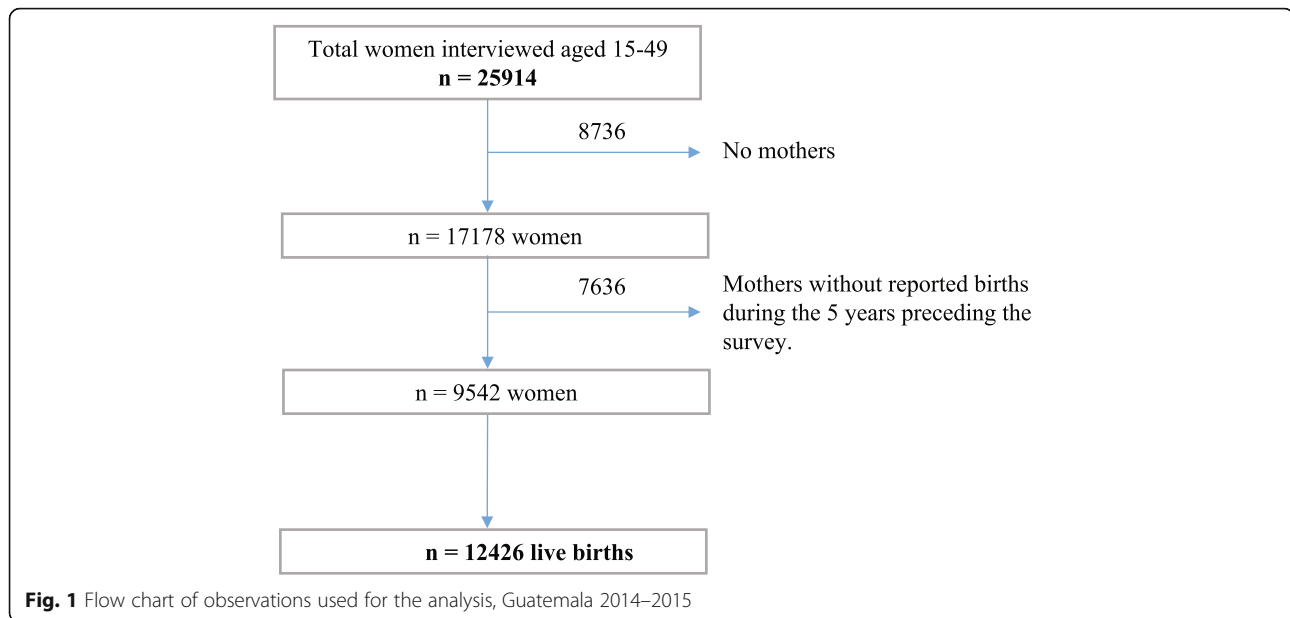 Total women interviewed aged 15-49
n = 25914
8736
No mothers
n = 17178 women
7636
Mothers without reported births
during the 5 years preceding the
survey.
n = 9542 women
n = 12426 live births
Fig. 1 Flow chart of observations used for the analysis, Guatemala 2014–2015